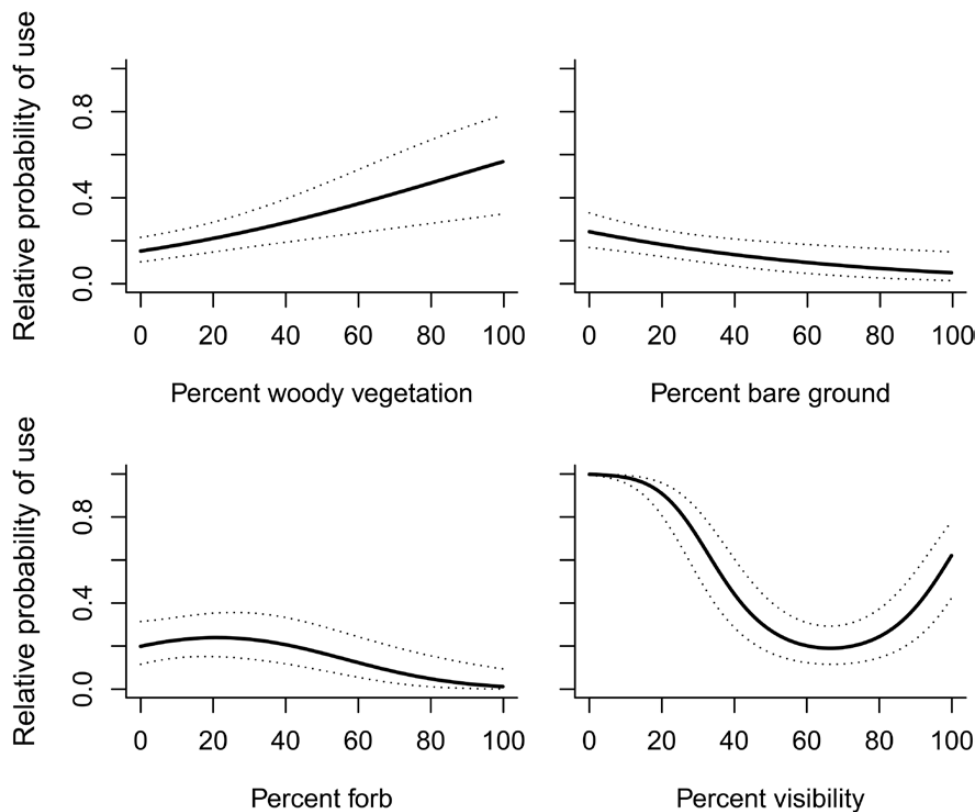 Relative probability of use
0.8
0.4
0.0
0 20 40 60 80 100
Percent woody vegetation
0 20 40 60 80 100
Percent bare ground
Relative probability of use
0.8
0.4
0.0
0 20 40 60 80 100
Percent forb
0 20 40 60 80 100
Percent visibility